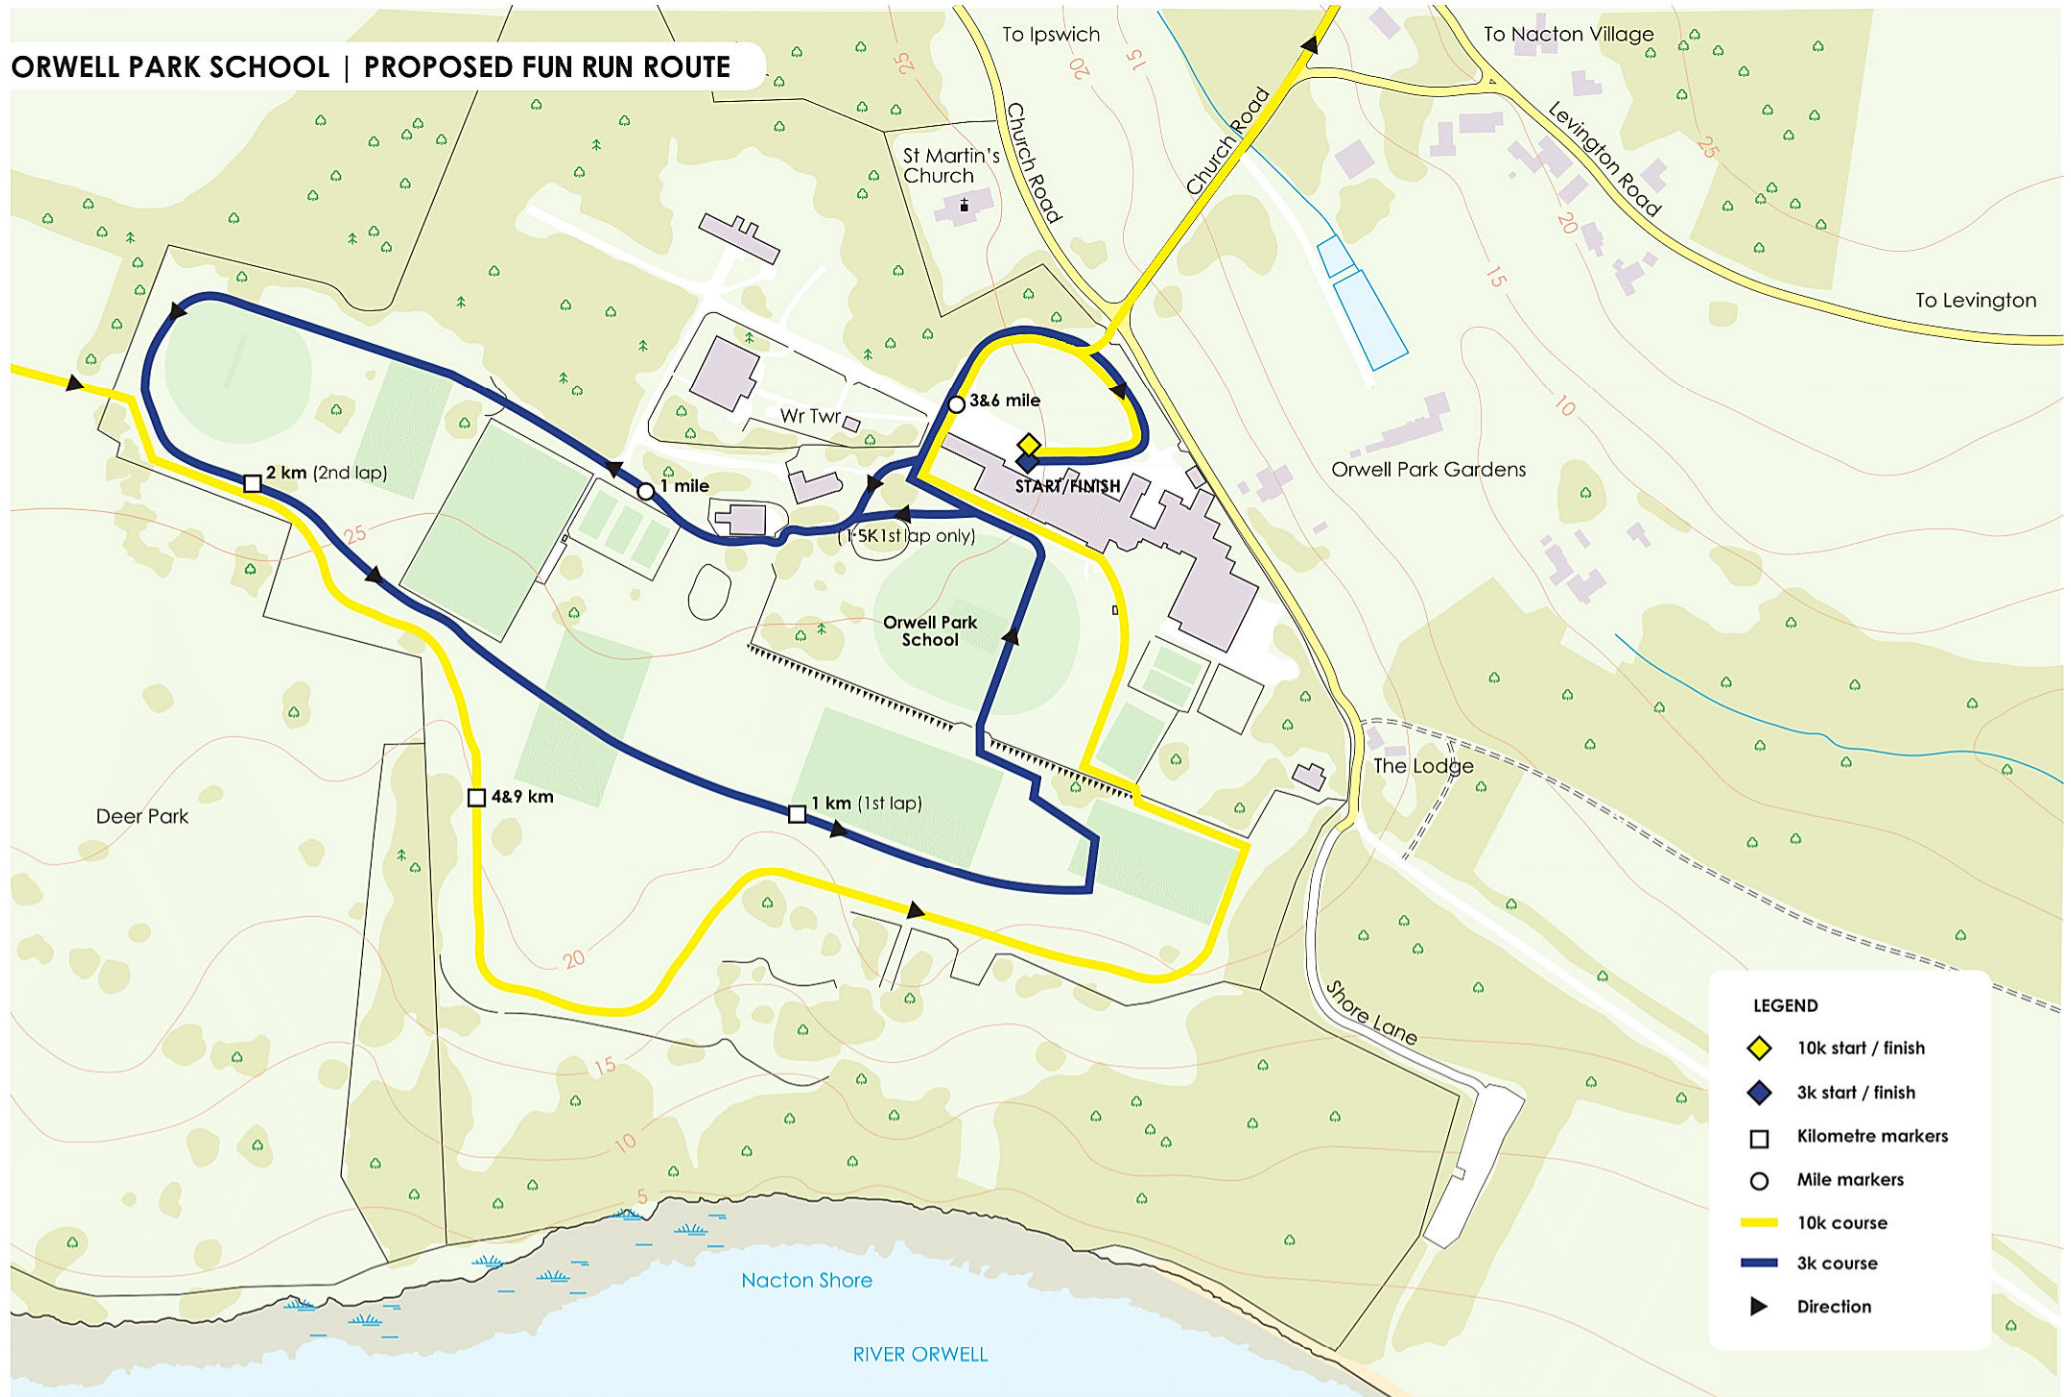 ORWELL PARK SCHOOL | PROPOSED FUN RUN ROUTE
To Ipswich
To Nacton Village
25
20
15
Church Road
Church Road
Levington Road
25
St Martin's
Church
20
15
To Levington
10
3&6 mile
Wr Twr
2 km (2nd lap)
1 mile
START/FINISH
Orwell Park Gardens
25
(1·5K1st lap only)
Orwell Park
School
The Lodge
4&9 km
1 km (1st lap)
Deer Park
20
Shore Lane
15
10
5
Nacton Shore
RIVER ORWELL
LEGEND
10k start / finish
3k start / finish
Kilometre markers
Mile markers
10k course
3k course
Direction